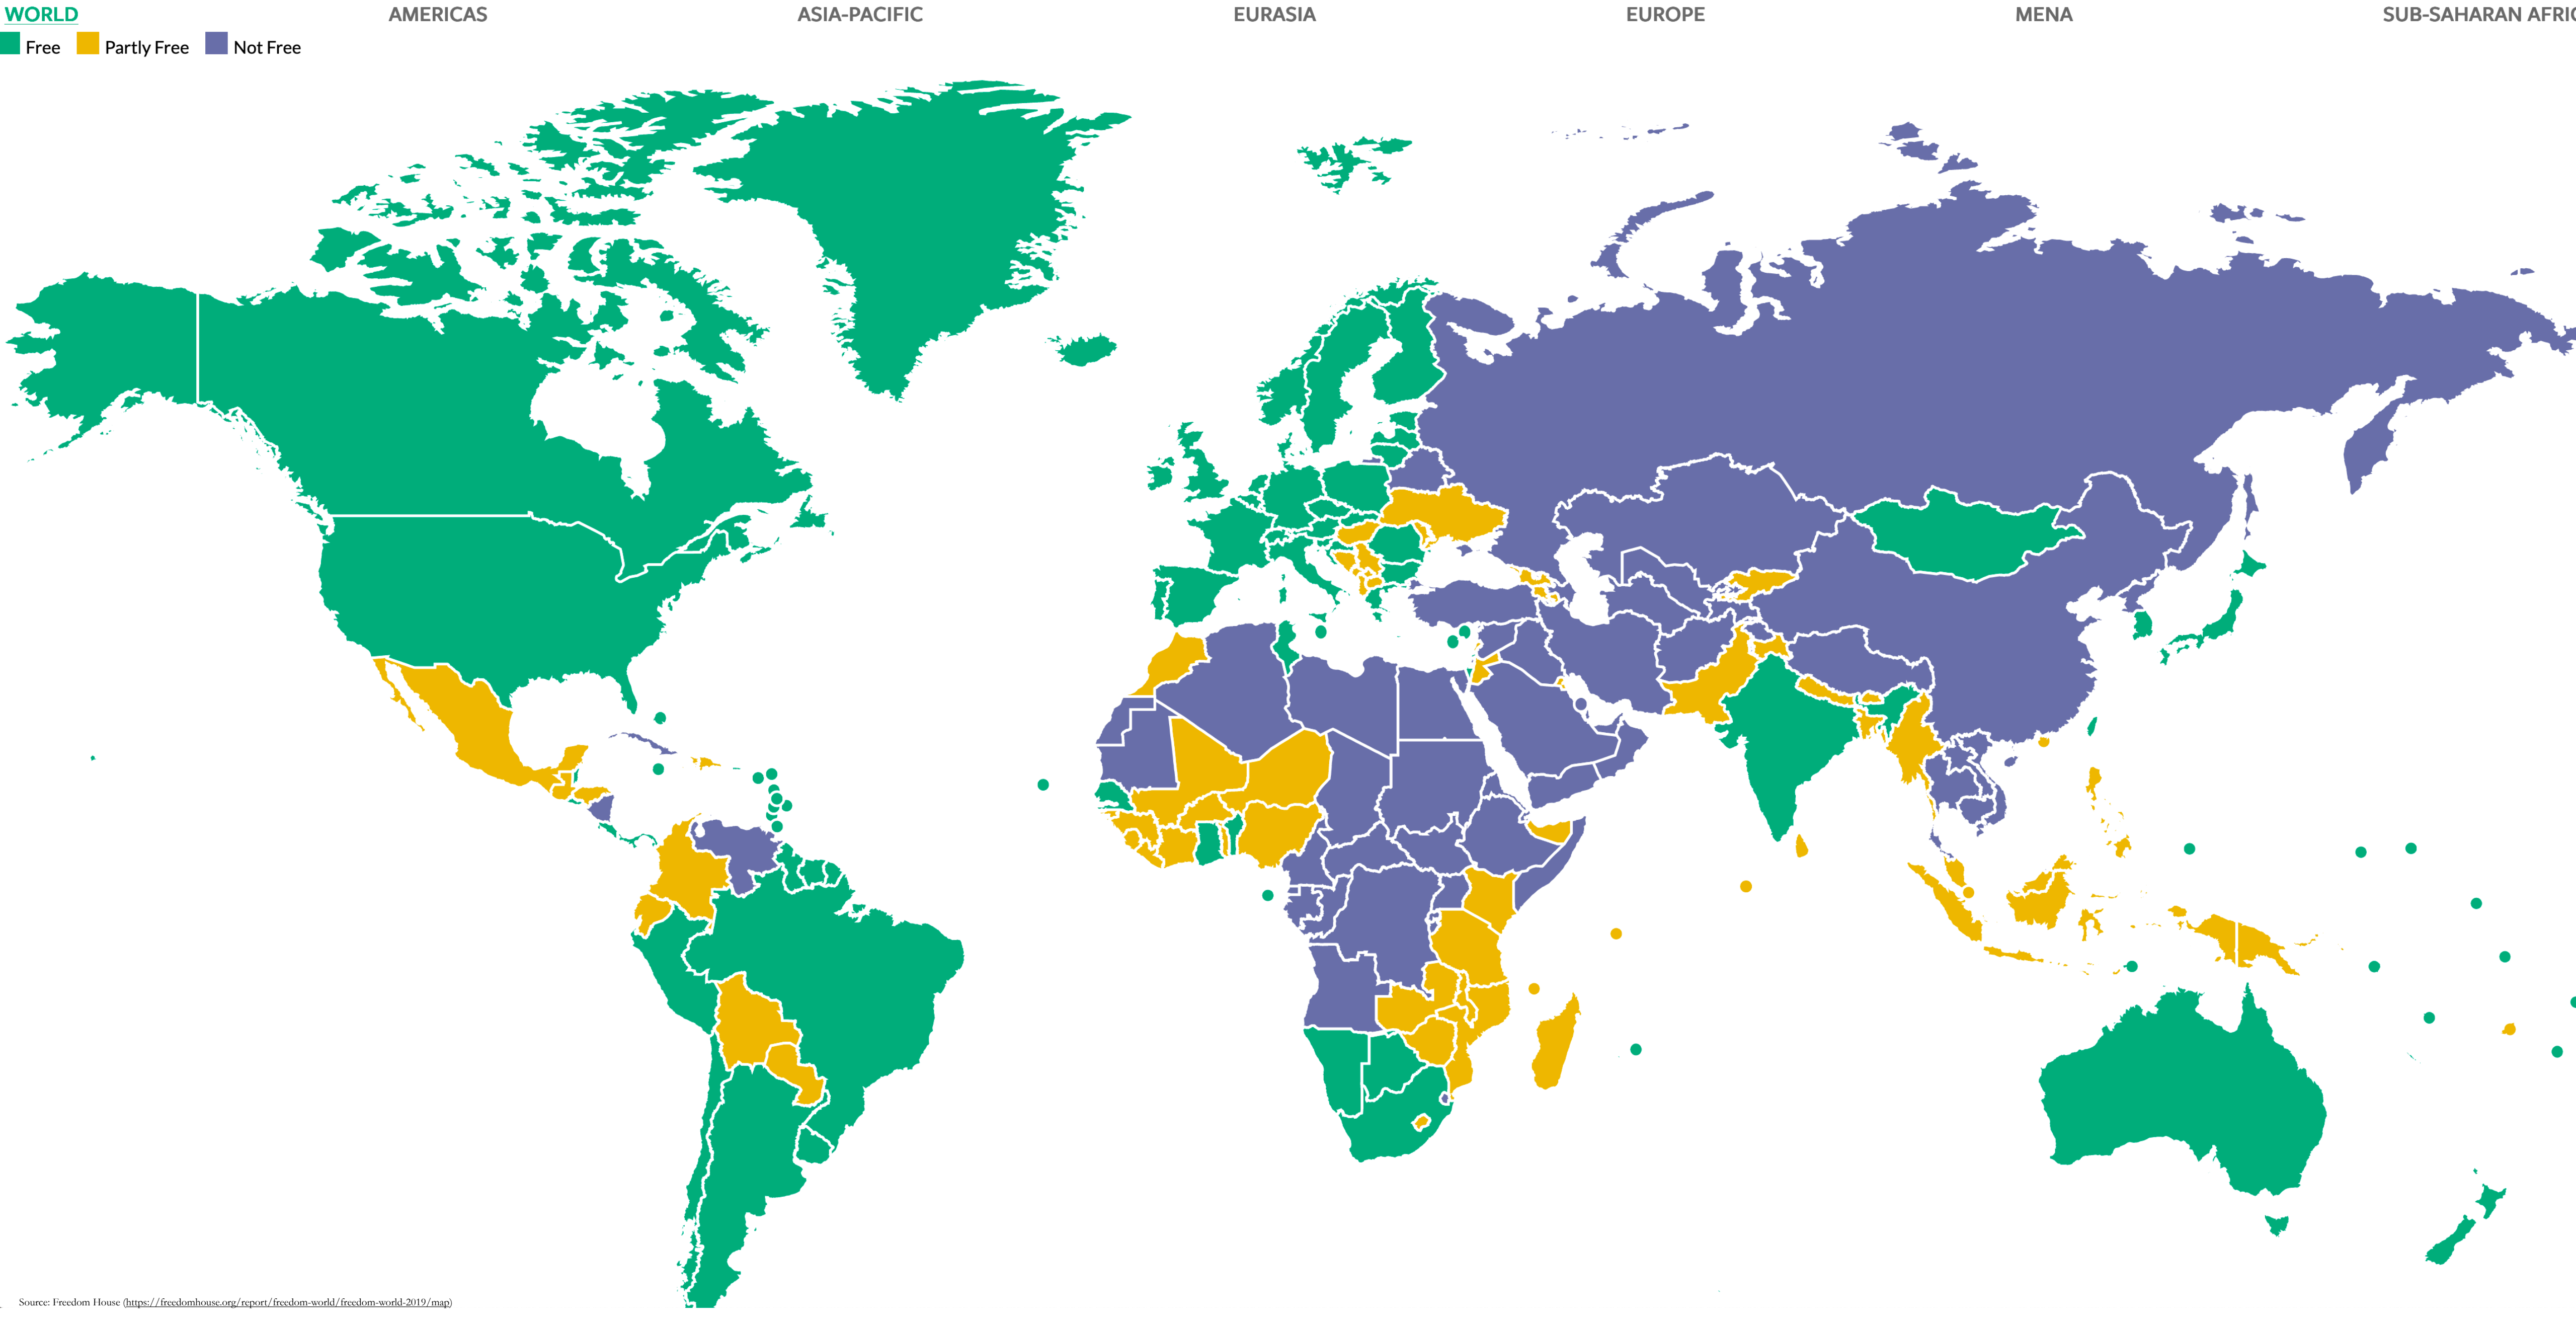 WORLD AMERICAS ASIA-PACIFIC EURASIA EUROPE MENA SUB-SAHARAN AFRIC
Free Partly Free Not Free
Source: Freedom House (https://freedomhouse.org/report/freedom-world/freedom-world-2019/map)